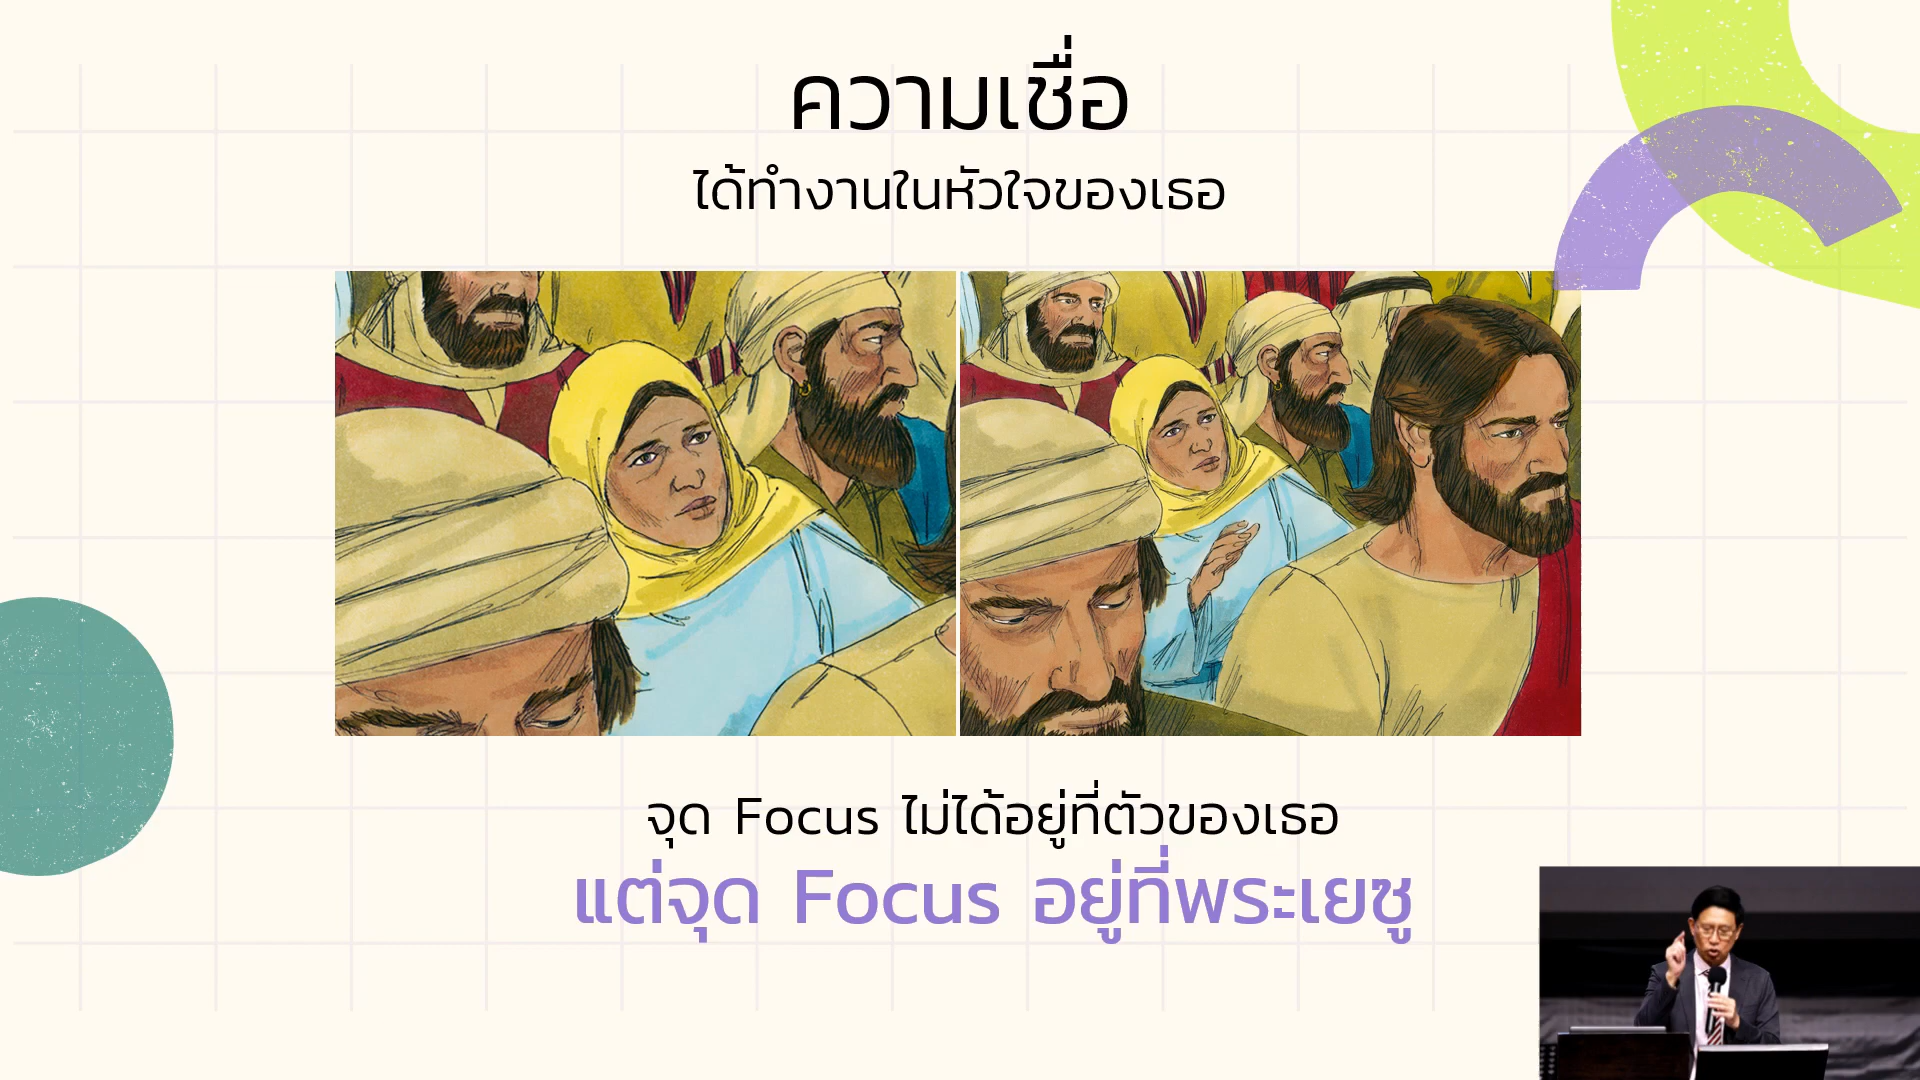 ความเชื่อ
ได้ทำงานในหัวใจของเธอ
จุด Focus ไม่ได้อยู่ที่ตัวของเธอ
แต่จุด Focus อยู่ที่พระเยซู